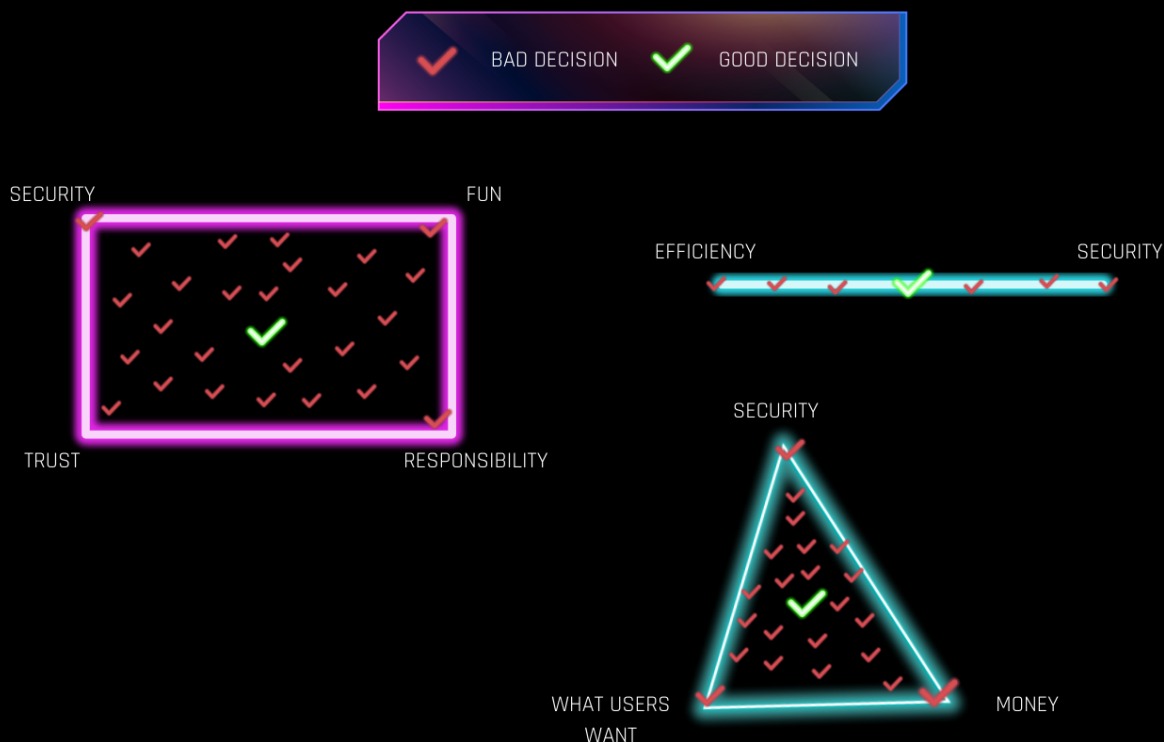 BAD DECISION
GOOD DECISION
SECURITY
FUN
EFFICIENCY
SECURITY
TRUST
RESPONSIBILITY
SECURITY
WHAT USERS
WANT
MONEY